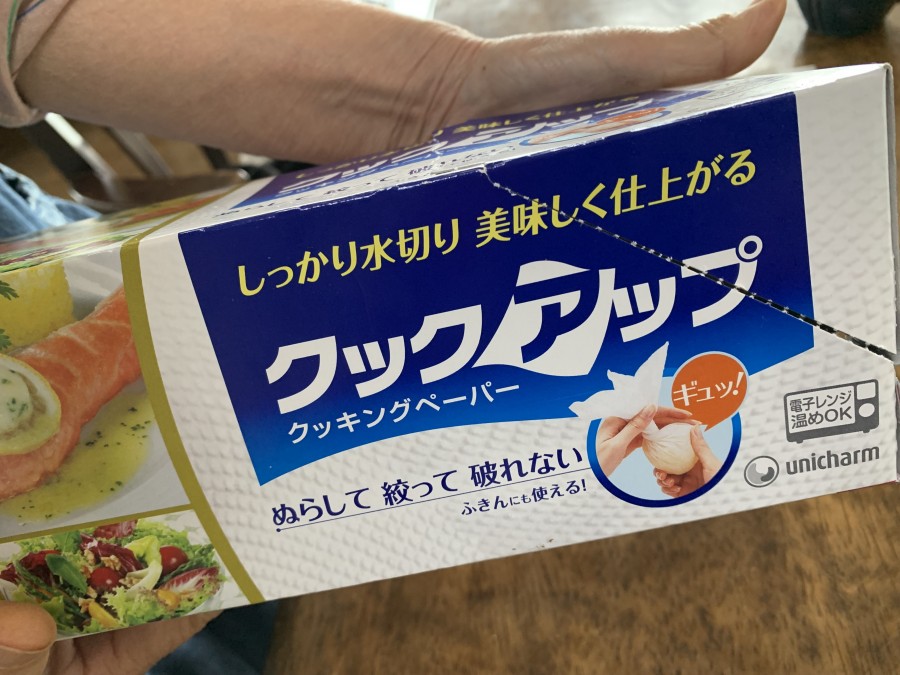 しっかり水切り 美味しく仕上がる
クックアップ
クッキングペーパー
ギュッ!
電子レンジ
温めOK
unicharm
ぬらして 絞って 破れない
ふきんにも使える!